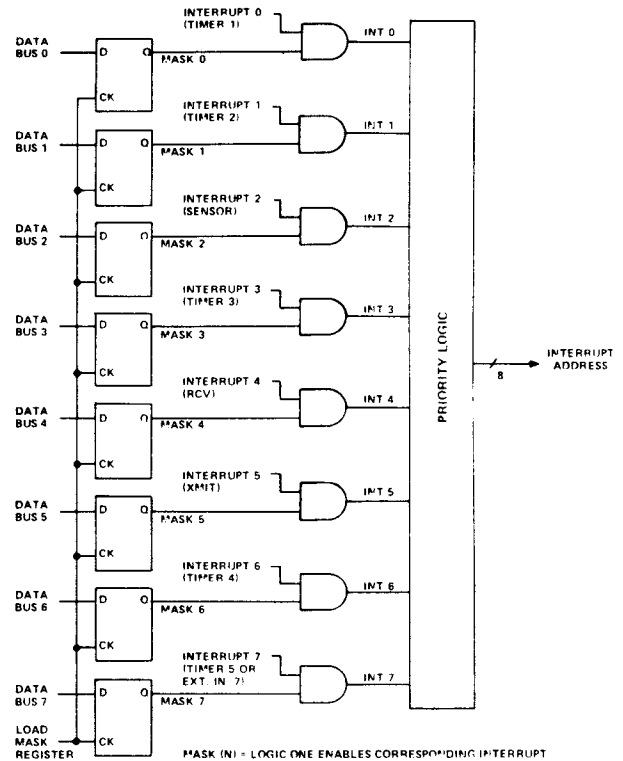 INTERRUPT 0
(TIMER 1)
INT 0
DATA
BUS 0
D Q
MASK 0
CK
INTERRUPT 1
(TIMER 2)
INT 1
DATA
BUS 1
D Q
MASK 1
CK
INTERRUPT 2
(SENSOR)
INT 2
DATA
BUS 2
D Q
MASK 2
CK
INTERRUPT 3
(TIMER 3)
INT 3
DATA
BUS 3
D Q
MASK 3
CK
PRIORITY LOGIC
8
INTERRUPT
ADDRESS
INTERRUPT 4
(RCV)
INT 4
DATA
BUS 4
D Q
MASK 4
CK
INTERRUPT 5
(XMIT)
INT 5
DATA
BUS 5
D Q
MASK 5
CK
INTERRUPT 6
(TIMER 4)
INT 6
DATA
BUS 6
D Q
MASK 6
CK
INTERRUPT 7
(TIMER 5 OR
EXT. IN. 7)
INT 7
DATA
BUS 7
D Q
MASK 7
LOAD
MASK
REGISTER
CK
MASK (N) = LOGIC ONE ENABLES CORRESPONDING INTERRUPT